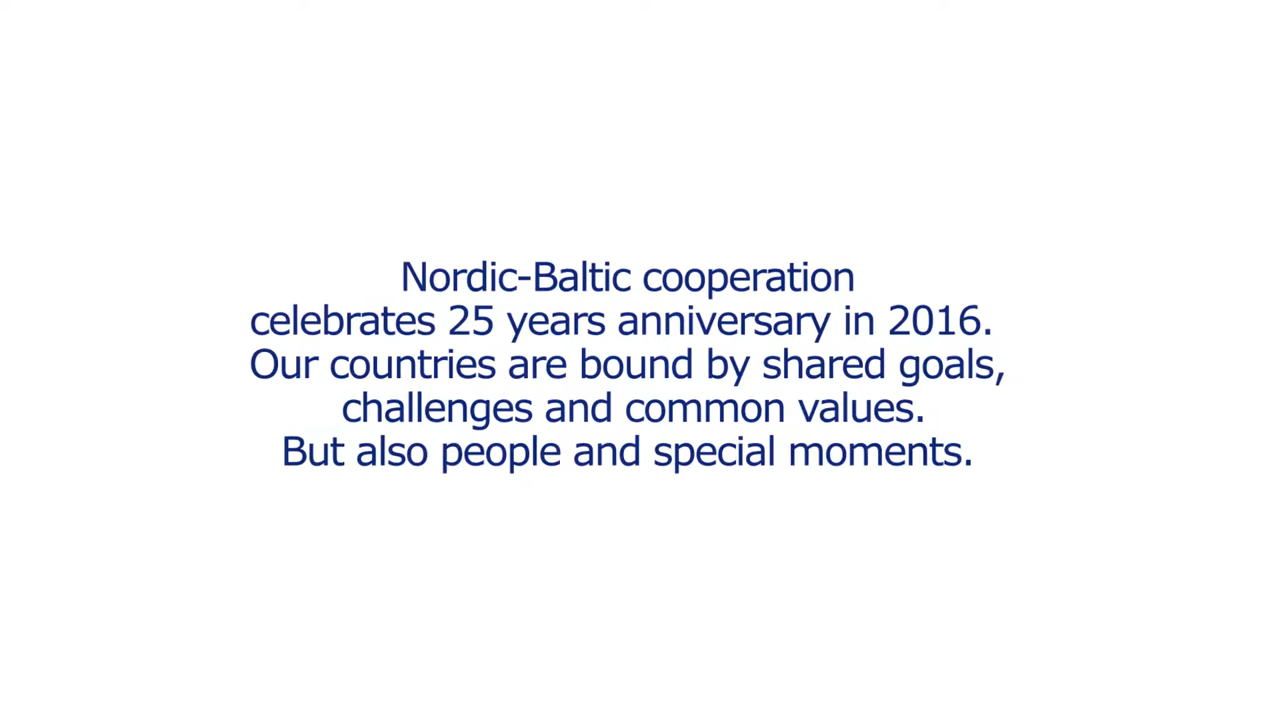 Nordic-Baltic cooperation
celebrates 25 years anniversary in 2016.
Our countries are bound by shared goals,
challenges and common values.
But also people and special moments.